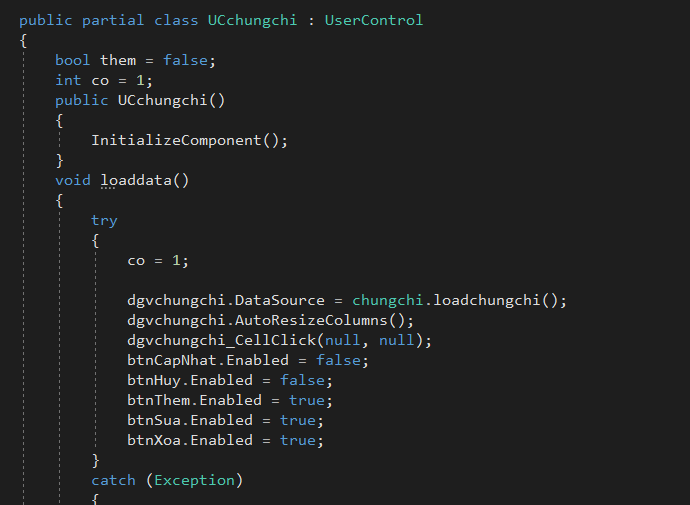 public partial class UCchungchi : UserControl
{
bool them = false;
int co = 1;
public UCchungchi()
{
InitializeComponent();
}
void loaddata()
{
try
{
co = 1;
dgvchungchi.DataSource = chungchi.loadchungchi();
dgvchungchi.AutoResizeColumns();
dgvchungchi_CellClick(null, null);
btnCapNhat.Enabled = false;
btnHuy.Enabled = false;
btnThem.Enabled = true;
btnSua.Enabled = true;
btnXoa.Enabled = true;
}
catch (Exception)
{